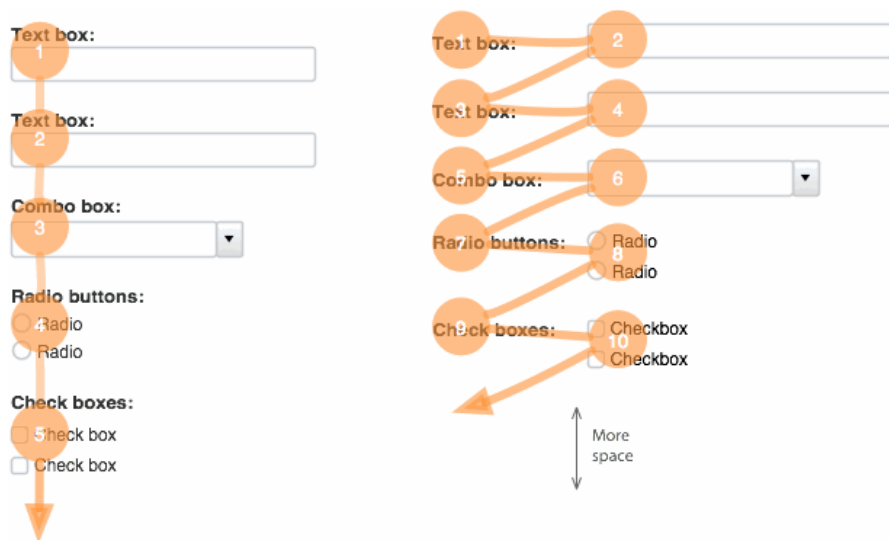 Text box:
1
Text box:
2
Combo box:
3
Radio buttons:
4 Radio
Radio
Check boxes:
5 Check box
Check box
1 Text box: 2
3 Text box: 4
5 Combo box: 6
7 Radio buttons: 8 Radio
Radio
9 Check boxes: 10 Checkbox
Checkbox
More
space